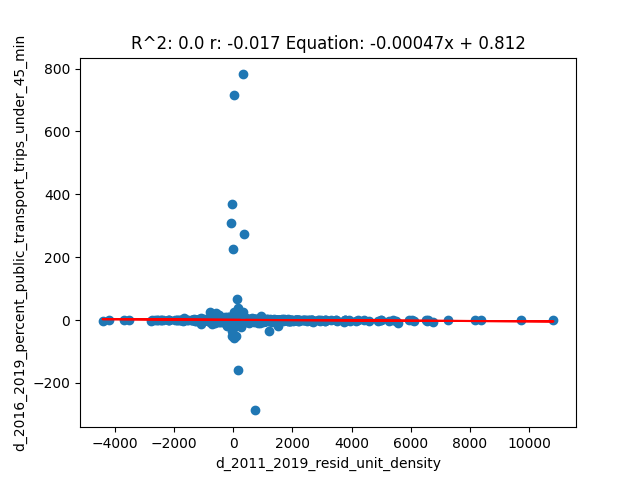 R^2: 0.0 r: -0.017 Equation: -0.00047x + 0.812
d_2016_2019_percent_public_transport_trips_under_45_min
800
600
400
200
0
−200
−4000 −2000 0 2000 4000 6000 8000 10000
d_2011_2019_resid_unit_density